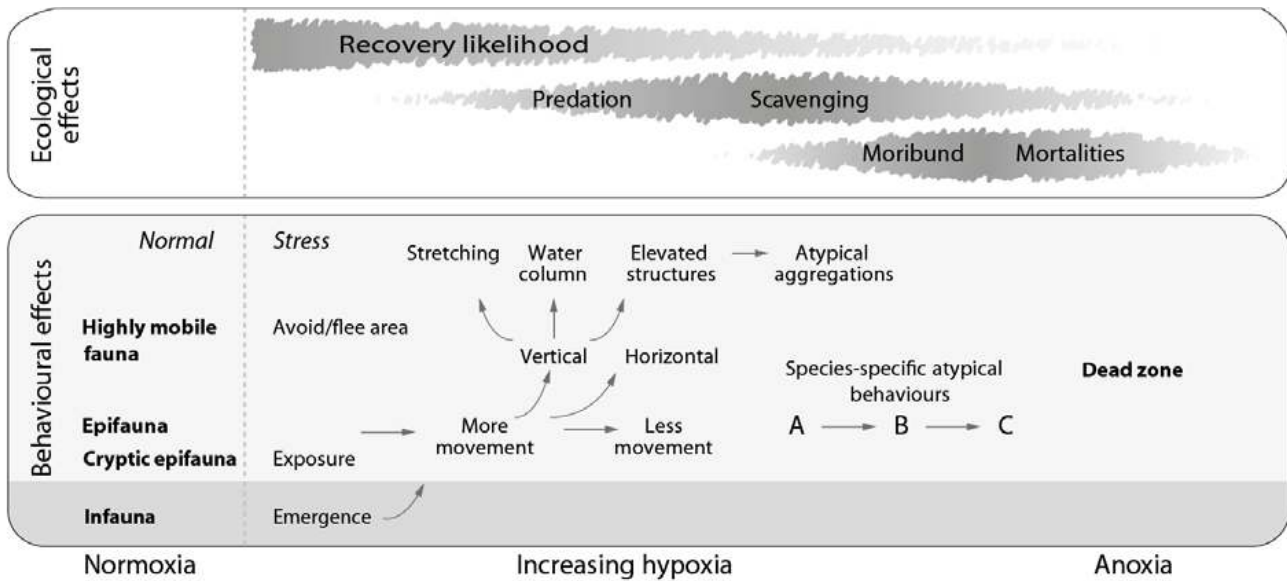 Ecological
effects
Recovery likelihood
Predation
Scavenging
Moribund
Mortalities
Behavioural effects
Normal
Stress
Stretching
Water
column
Elevated
structures
Atypical
aggregations
Highly mobile
fauna
Avoid/flee area
Vertical
Horizontal
Species-specific atypical
behaviours
Dead zone
Epifauna
Cryptic epifauna
Exposure
More
movement
Less
movement
A
B
C
Infauna
Emergence
Normoxia
Increasing hypoxia
Anoxia